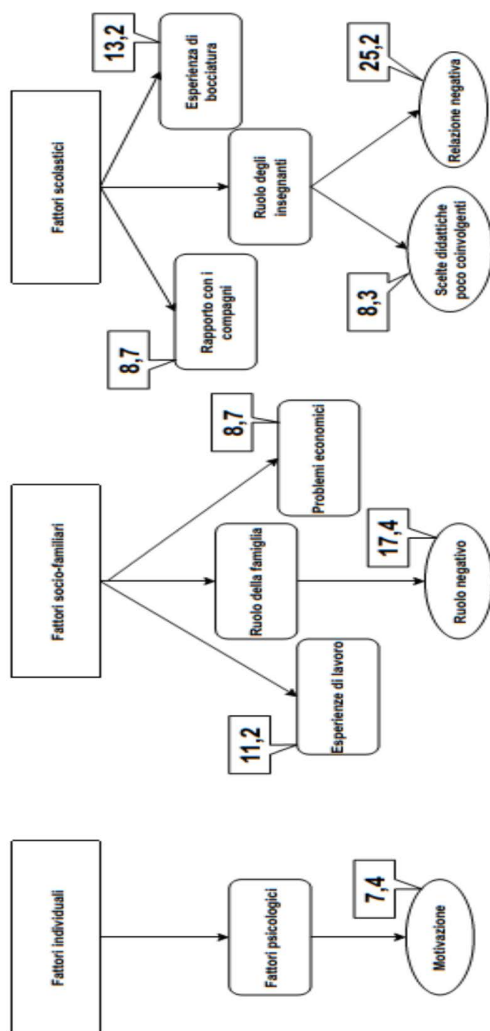 Fattori individuali
Fattori socio-familiari
Fattori scolastici
Fattori psicologici
Motivazione
7,4
Esperienze di lavoro
11,2
Ruolo della famiglia
Ruolo negativo
17,4
Problemi economici
8,7
Rapporto con i
compagni
8,7
Ruolo degli
insegnanti
Esperienza di
bocciatura
13,2
Scelte didattiche
poco coinvolgenti
8,3
Relazione negativa
25,2